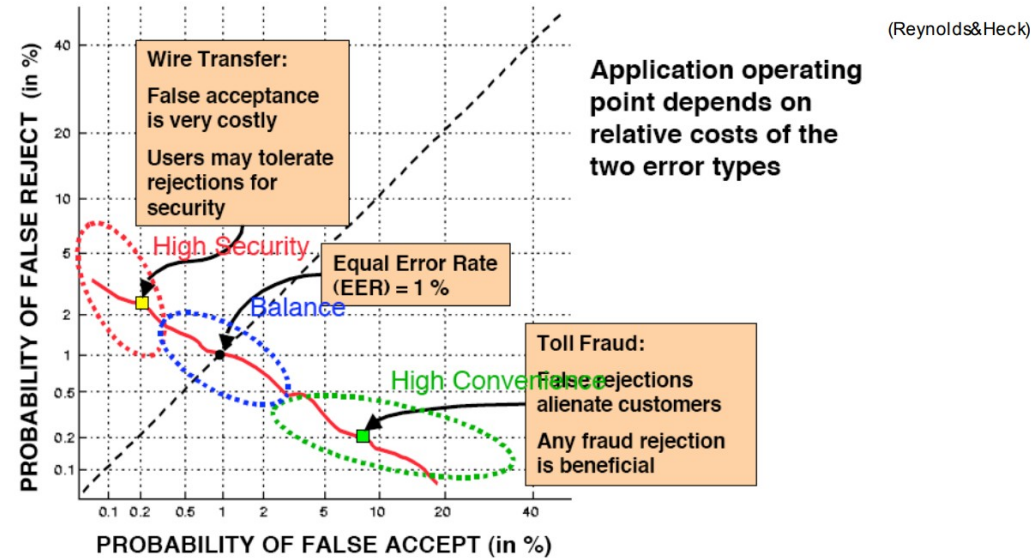 (Reynolds&Heck)
Application operating
point depends on
relative costs of the
two error types
PROBABILITY OF FALSE REJECT (in %)
40
20
10
5
2
1
0.5
0.2
0.1
Wire Transfer:
False acceptance
is very costly
Users may tolerate
rejections for
security
High Security
Equal Error Rate
(EER) = 1 %
Balance
Toll Fraud:
High Convenience
False rejections
alienate customers
Any fraud rejection
is beneficial
0.1 0.2 0.5 1 2 5 10 20 40
PROBABILITY OF FALSE ACCEPT (in %)